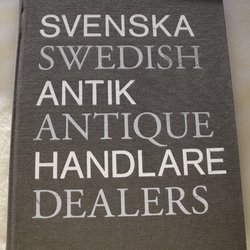 SVENSKA
SWEDISH
ANTIK
ANTIQUE
HANDLARE
DEALERS